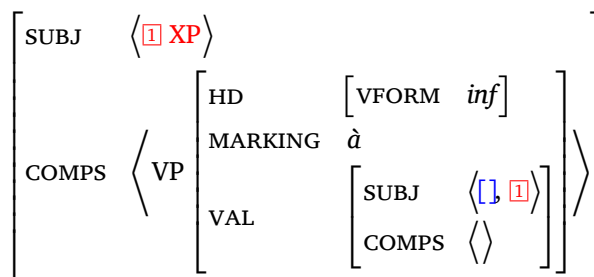 SUBJ ⟨1 XP⟩
HD [VFORM inf]
MARKING à
COMPS ⟨VP
SUBJ ⟨[], 1⟩
VAL
COMPS ⟨⟩